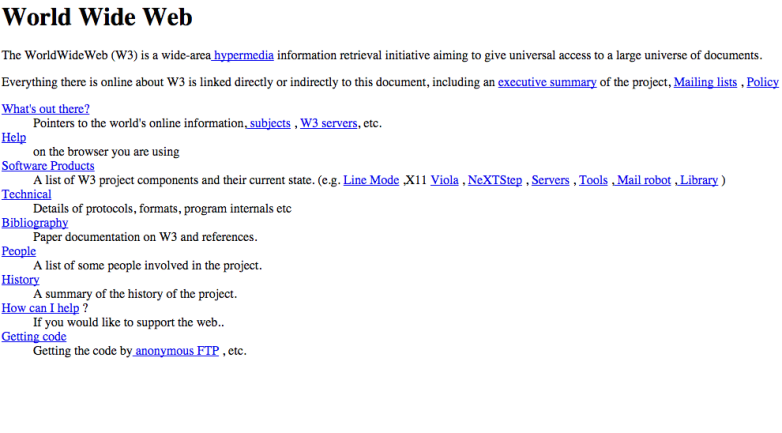 World Wide Web
The WorldWideWeb (W3) is a wide-area hypermedia information retrieval initiative aiming to give universal access to a large universe of documents.
Everything there is online about W3 is linked directly or indirectly to this document, including an executive summary of the project, Mailing lists , Policy
What's out there?
Pointers to the world's online information, subjects , W3 servers, etc.
Help
on the browser you are using
Software Products
A list of W3 project components and their current state. (e.g. Line Mode ,X11 Viola , NeXTStep , Servers , Tools , Mail robot , Library )
Technical
Details of protocols, formats, program internals etc
Bibliography
Paper documentation on W3 and references.
People
A list of some people involved in the project.
History
A summary of the history of the project.
How can I help ?
If you would like to support the web..
Getting code
Getting the code by anonymous FTP , etc.